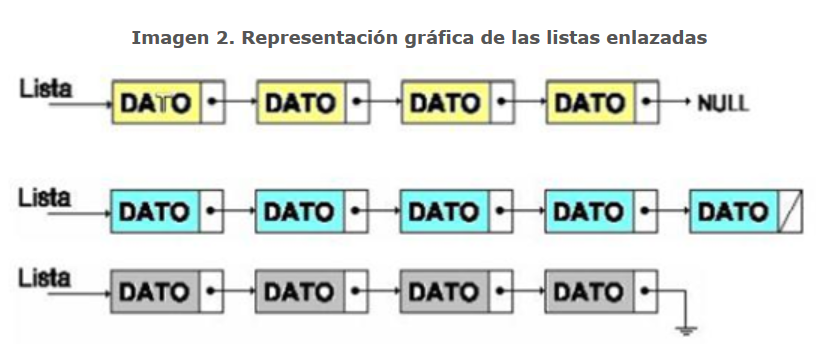 Imagen 2. Representación gráfica de las listas enlazadas
Lista DATO DATO DATO DATO NULL
Lista DATO DATO DATO DATO DATO
Lista DATO DATO DATO DATO